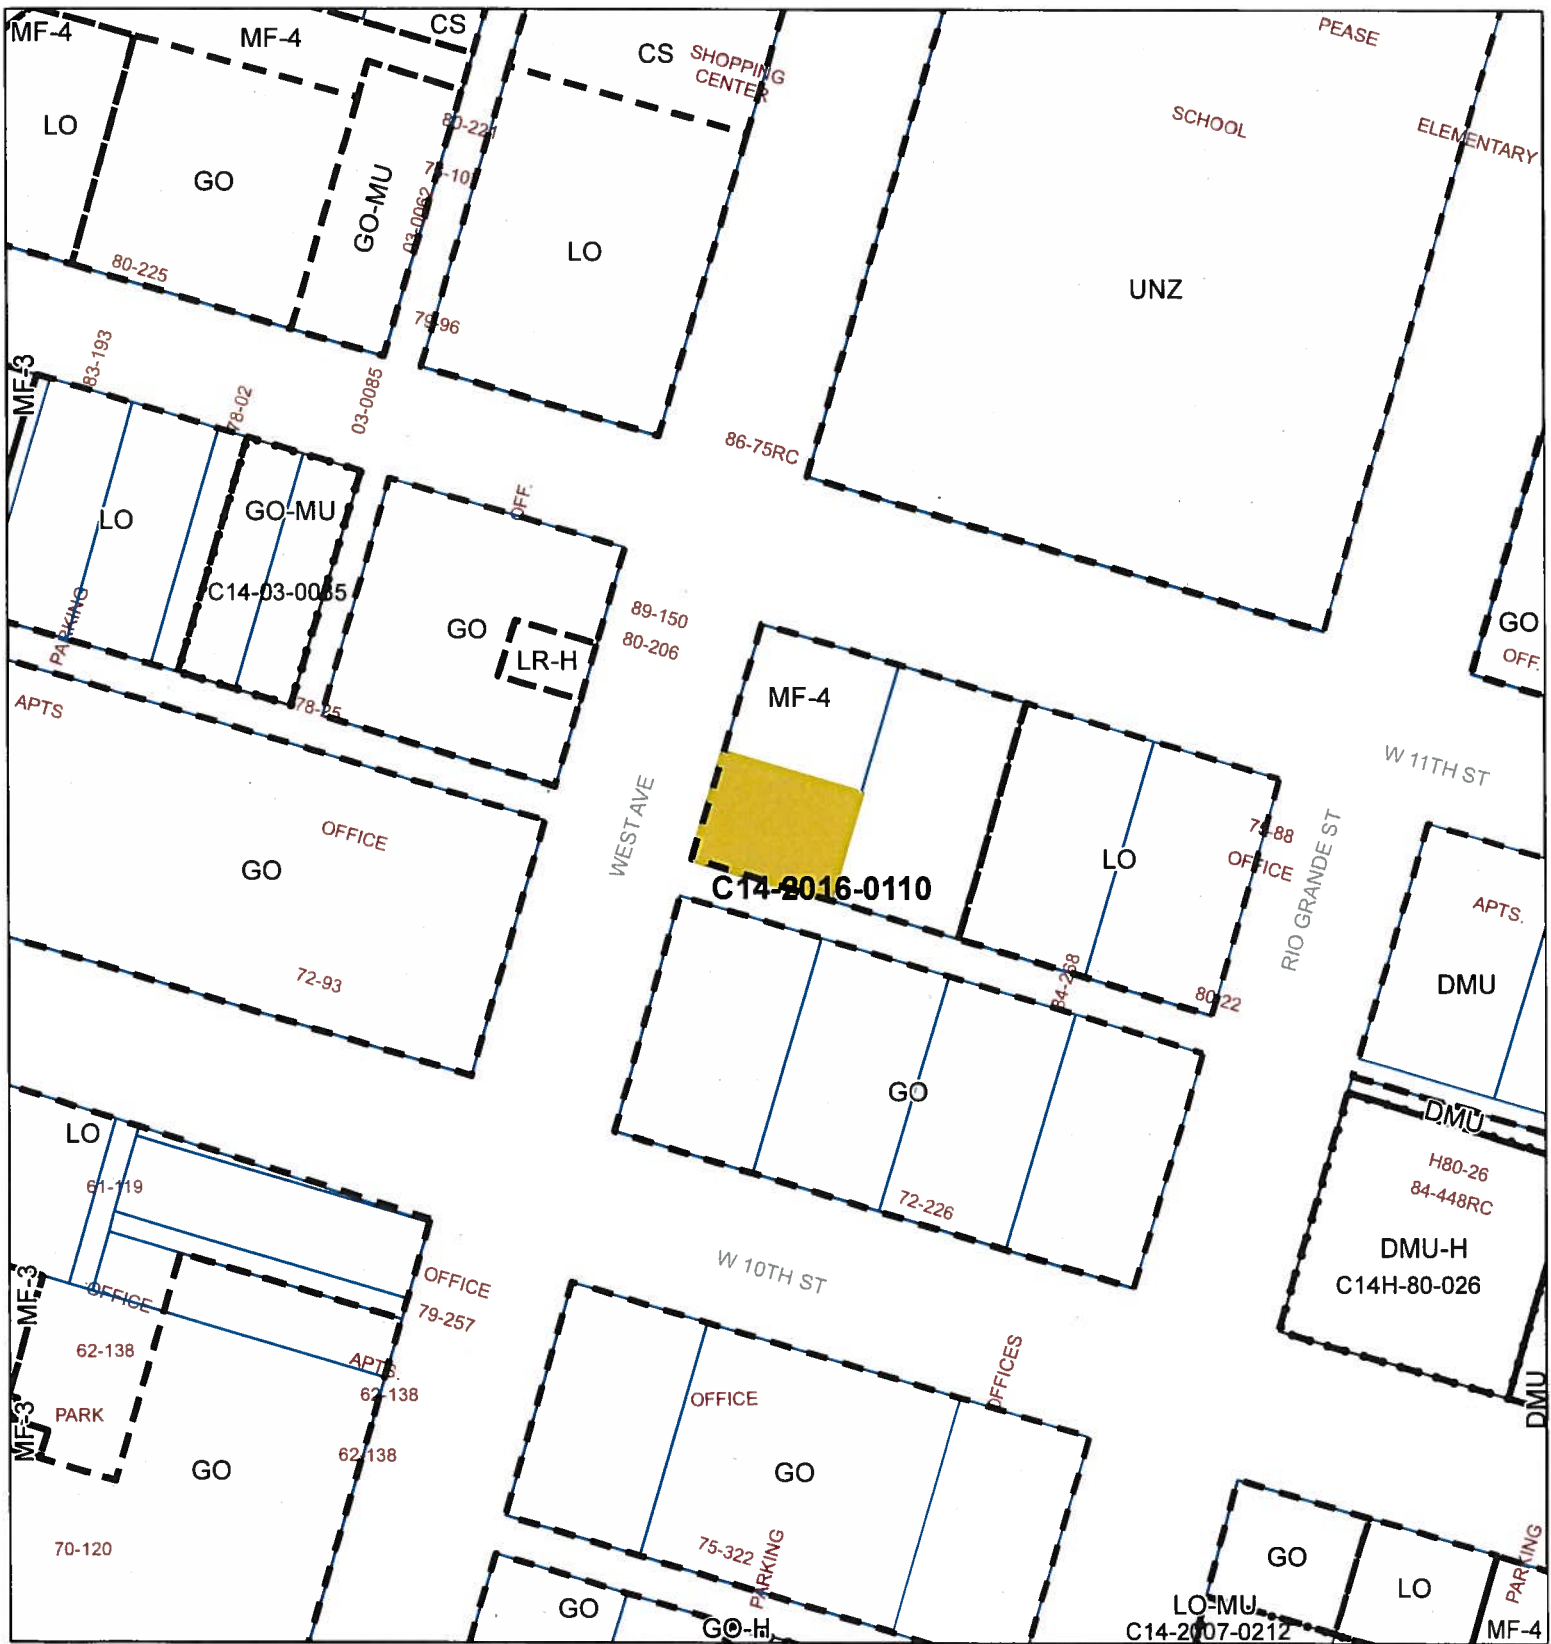 MF-4
MF-4
CS
CS
SHOPPING
CENTER
PEASE
SCHOOL
ELEMENTARY
LO
GO
GO-MU
80-221
03-0062
LO
UNZ
80-225
79-96
83-193
MF-3
78-02
03-0085
86-75RC
OFF.
LO
GO-MU
C14-03-0085
PARKING
GO
LR-H
89-150
80-206
GO
OFF.
APTS
78-25
MF-4
WEST AVE
W 11TH ST
OFFICE
GO
C14-2016-0110
LO
75-88
OFFICE
RIO GRANDE ST
APTS.
DMU
72-93
84-268
80-22
GO
LO
61-119
DMU
H80-26
84-448RC
DMU-H
C14H-80-026
72-226
W 10TH ST
MF-3
OFFICE
OFFICE
79-257
62-138
APTS.
62-138
PARK
MF-3
62-138
GO
70-120
OFFICE
OFFICES
GO
DMU
75-322
PARKING
GO
GO-H
GO
LO
PARKING
LO-MU
C14-2007-0212
MF-4